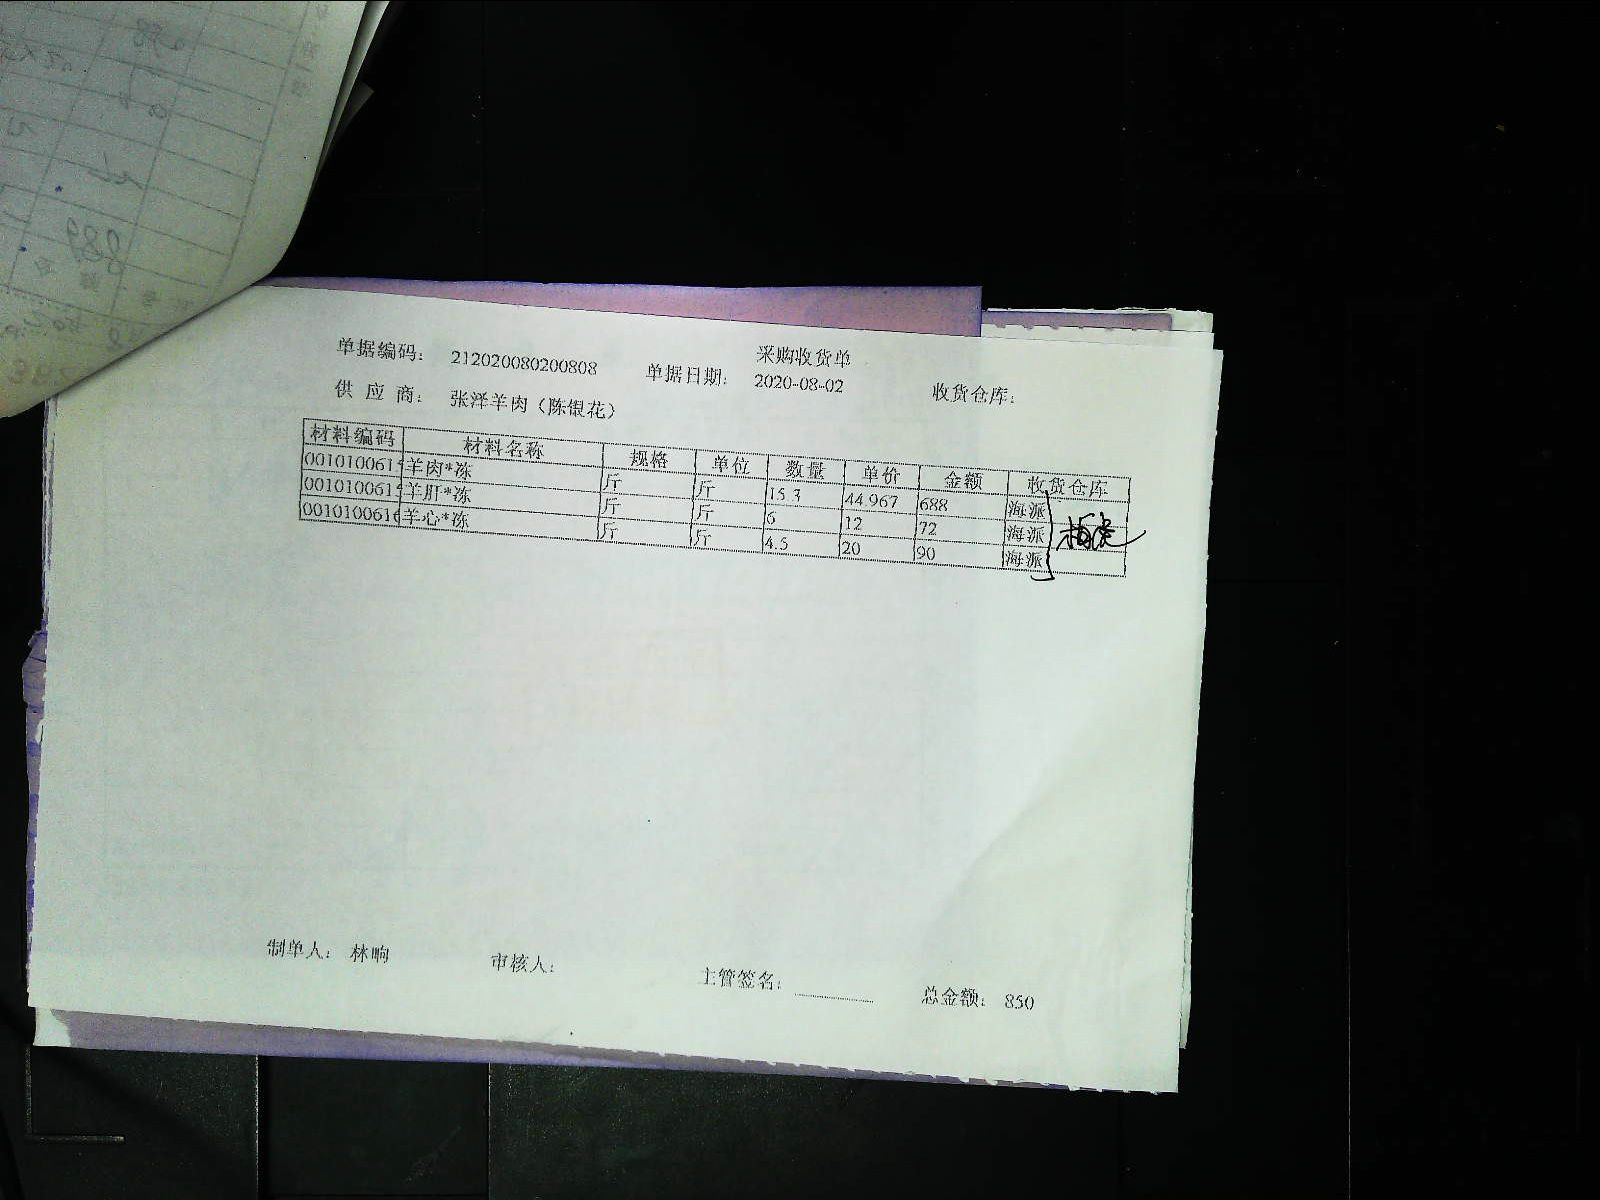 采购收货单
单据编码： 212020080200808 单据日期： 2020-08-02 收货仓库：
供 应 商： 张泽羊肉（陈银花）
材料编码 材料名称 规格 单位 数量 单价 金额 收货仓库
001010061 羊肉*冻 斤 斤 15.3 44.967 688 海派
001010061 羊肝*冻 斤 斤 6 12 72 海派
001010061 羊心*冻 斤 斤 4.5 20 90 海派
制单人： 林晌 审核人： 主管签名： 总金额： 850